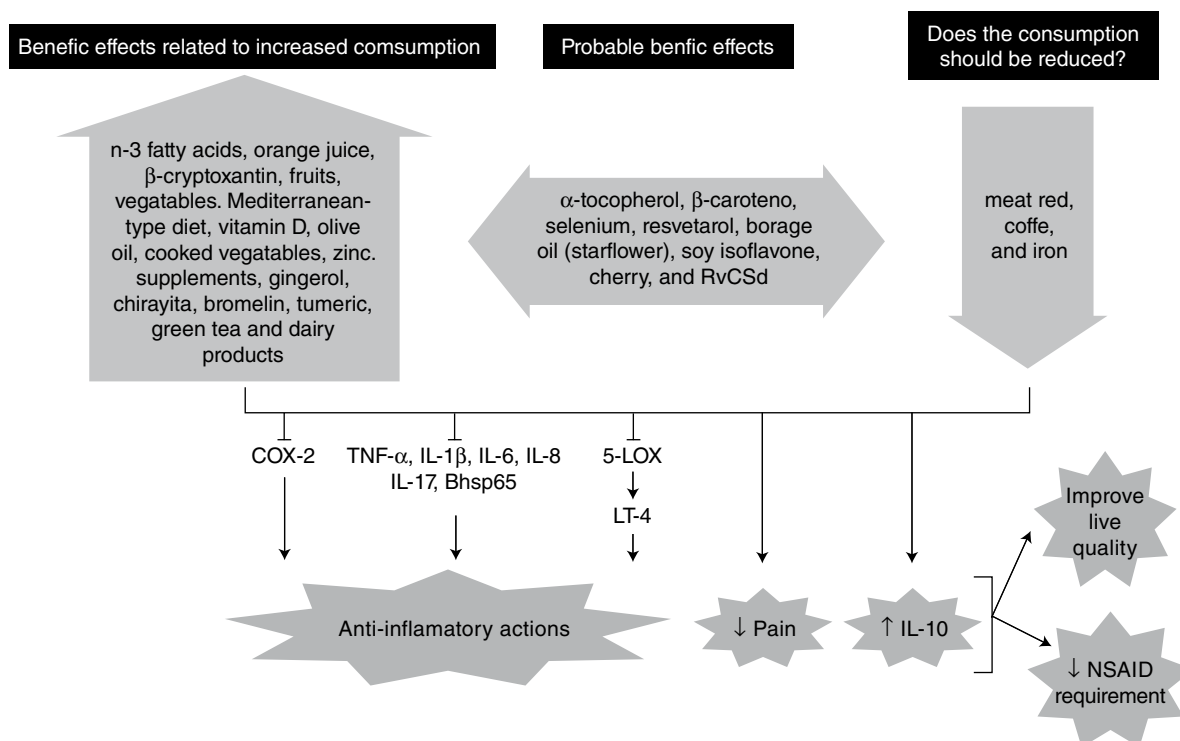 Benefic effects related to increased comsumption
Probable benfic effects
Does the consumption
should be reduced?
n-3 fatty acids, orange juice,
β-cryptoxantin, fruits,
vegatables. Mediterranean-
type diet, vitamin D, olive
oil, cooked vegatables, zinc.
supplements, gingerol,
chirayita, bromelin, tumeric,
green tea and dairy
products
α-tocopherol, β-caroteno,
selenium, resvetarol, borage
oil (starflower), soy isoflavone,
cherry, and RvCSd
meat red,
coffe,
and iron
COX-2
TNF-α, IL-1β, IL-6, IL-8
IL-17, Bhsp65
5-LOX
LT-4
Anti-inflamatory actions
↓ Pain
↑ IL-10
Improve
live
quality
↓ NSAID
requirement